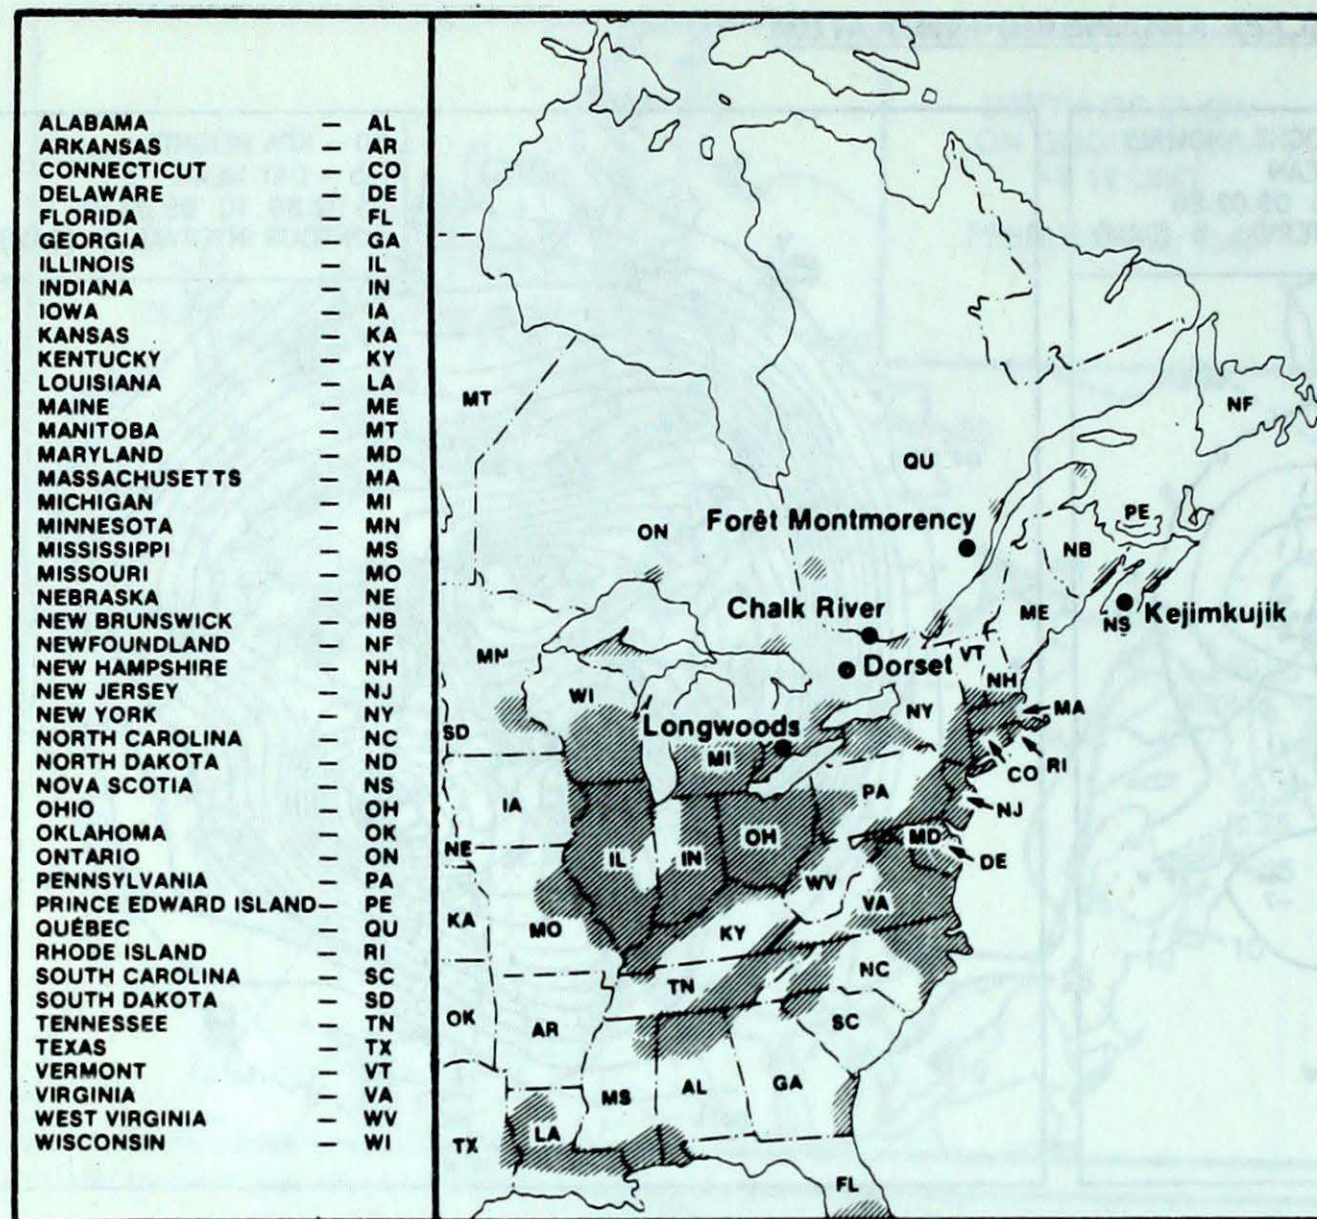 ALABAMA – AL
ARKANSAS – AR
CONNECTICUT – CO
DELAWARE – DE
FLORIDA – FL
GEORGIA – GA
ILLINOIS – IL
INDIANA – IN
IOWA – IA
KANSAS – KA
KENTUCKY – KY
LOUISIANA – LA
MAINE – ME
MANITOBA – MT
MARYLAND – MD
MASSACHUSETTS – MA
MICHIGAN – MI
MINNESOTA – MN
MISSISSIPPI – MS
MISSOURI – MO
NEBRASKA – NE
NEW BRUNSWICK – NB
NEWFOUNDLAND – NF
NEW HAMPSHIRE – NH
NEW JERSEY – NJ
NEW YORK – NY
NORTH CAROLINA – NC
NORTH DAKOTA – ND
NOVA SCOTIA – NS
OHIO – OH
OKLAHOMA – OK
ONTARIO – ON
PENNSYLVANIA – PA
PRINCE EDWARD ISLAND – PE
QUÉBEC – QU
RHODE ISLAND – RI
SOUTH CAROLINA – SC
SOUTH DAKOTA – SD
TENNESSEE – TN
TEXAS – TX
VERMONT – VT
VIRGINIA – VA
WEST VIRGINIA – WV
WISCONSIN – WI
MT
NF
QU
ON
Forêt Montmorency
PE
NB
Chalk River
ME
NS
Kejimkujik
MN
Dorset
VT
NH
WI
NY
MA
SD
Longwoods
MI
CO
RI
IA
PA
NJ
NE
IL
IN
OH
MD
DE
WV
VA
KA
MO
KY
NC
TN
OK
AR
SC
MS
AL
GA
TX
LA
FL